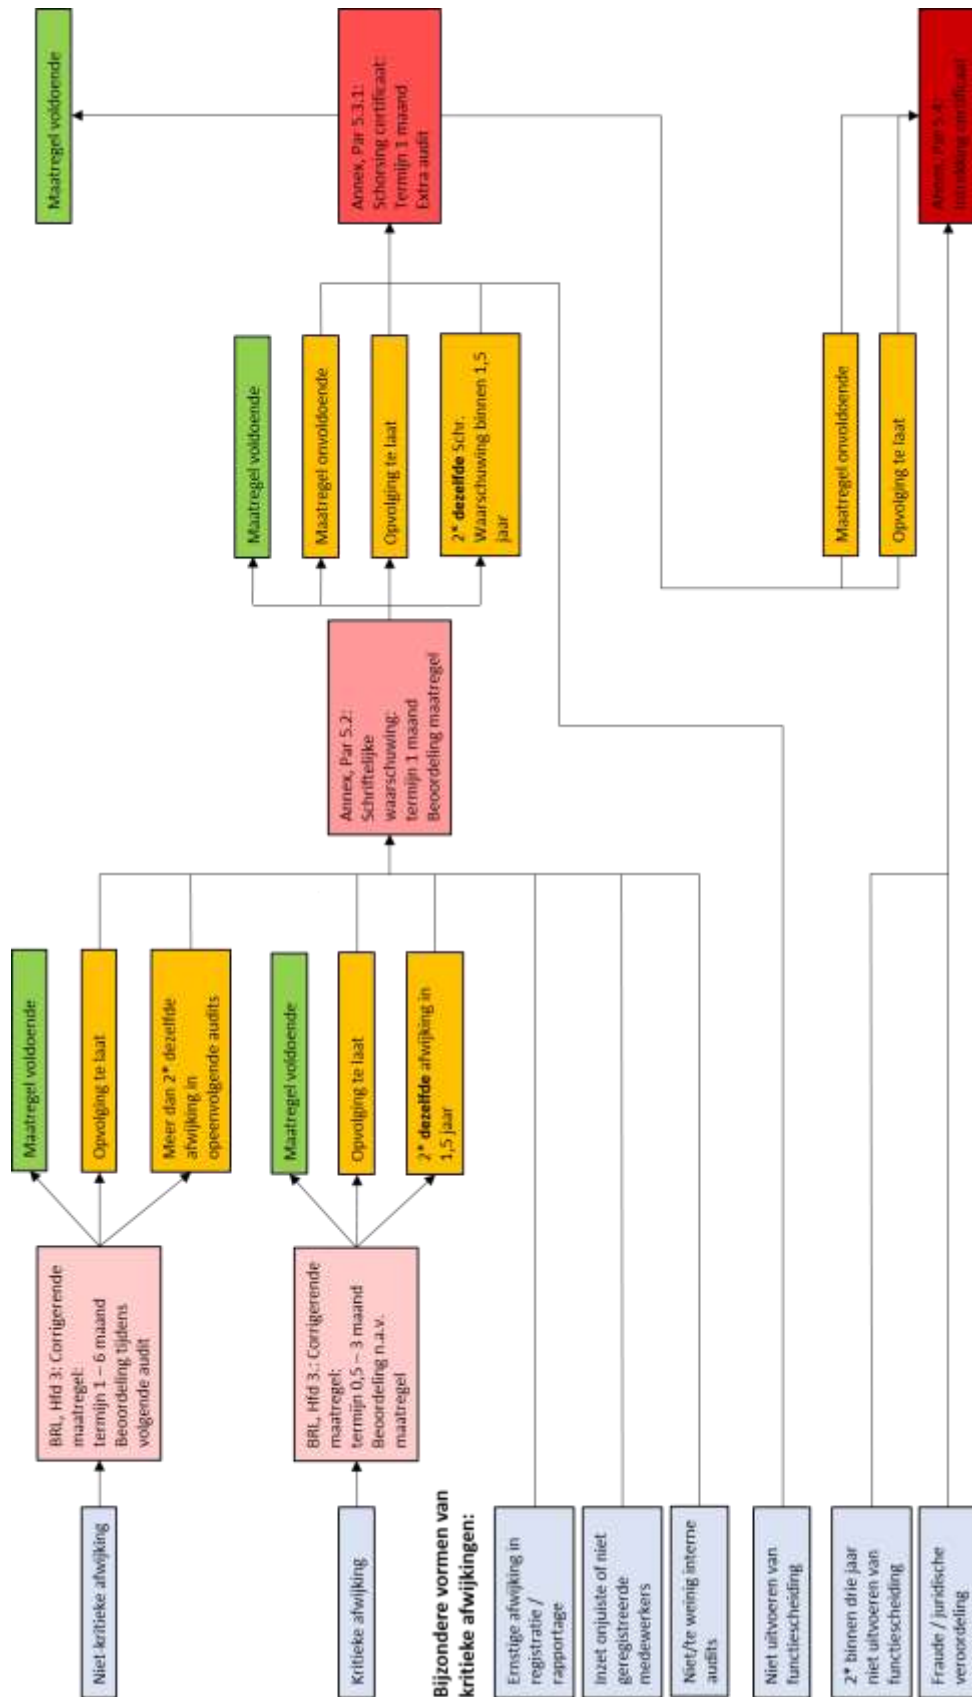 Niet-kritieke afwijking
BRL, Hfd 3: Corrigerende
maatregel:
termijn 1 – 6 maand
Beoordeling tijdens
volgende audit
Maatregel voldoende
Opvolging te laat
Meer dan 2* dezelfde
afwijking in
opeenvolgende audits
Kritieke afwijking
BRL, Hfd 3.: Corrigerende
maatregel:
termijn 0,5 – 3 maand
Beoordeling n.a.v.
maatregel
Maatregel voldoende
Opvolging te laat
2* dezelfde afwijking in
1,5 jaar
Bijzondere vormen van
kritieke afwijkingen:
Ernstige afwijking in
registratie /
rapportage
Inzet onjuiste of niet
geregistreerde
medewerkers
Niet/te weinig interne
audits
Niet uitvoeren van
functiescheiding
2* binnen drie jaar
niet uitvoeren van
functiescheiding
Fraude / juridische
veroordeling
Annex, Par 5.2:
Schriftelijke
waarschuwing:
termijn 1 maand
Beoordeling maatregel
Maatregel voldoende
Maatregel onvoldoende
Opvolging te laat
2* dezelfde Schr.
Waarschuwing binnen 1,5
jaar
Annex, Par 5.3.1:
Schorsing certificaat:
Termijn 1 maand
Extra audit
Maatregel voldoende
Maatregel onvoldoende
Opvolging te laat
Annex, Par 5.4:
Intrekking certificaat